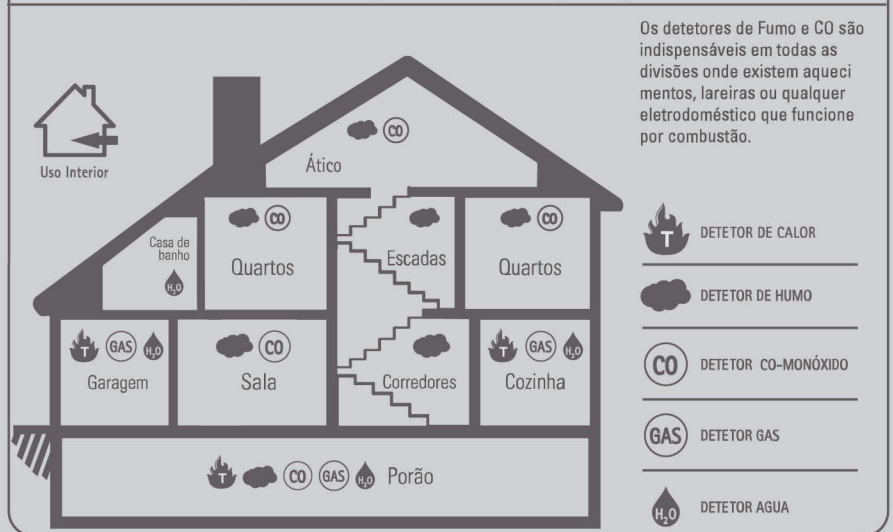 Os detetores de Fumo e CO são
indispensáveis em todas as
divisões onde existem aqueci
mentos, lareiras ou qualquer
eletrodoméstico que funcione
por combustão.
Uso Interior
CO
Ático
Casa de
banho
H₂O
CO
Quartos
Escadas
CO
Quartos
T GAS H₂O
Garagem
CO
Sala
Corredores
T GAS H₂O
Cozinha
T CO GAS H₂O Porão
T DETETOR DE CALOR
DETETOR DE HUMO
CO DETETOR CO-MONÓXIDO
GAS DETETOR GAS
H₂O DETETOR AGUA